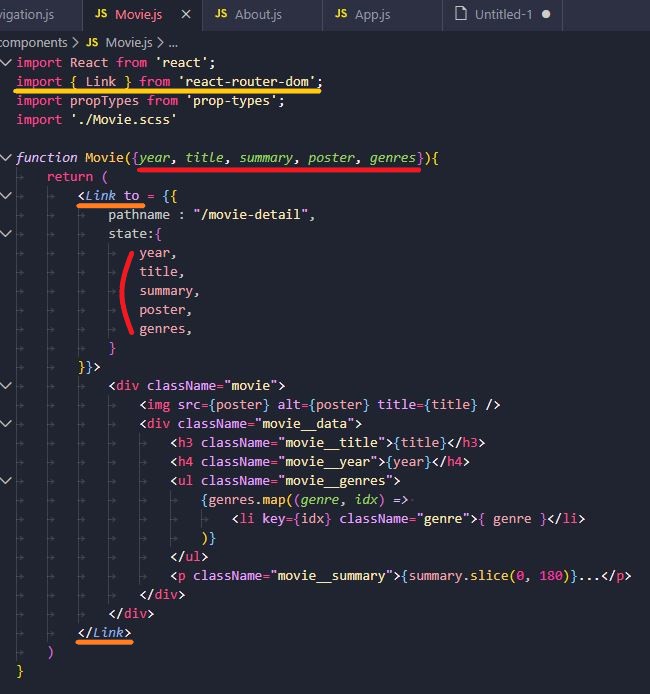 vigation.js JS Movie.js × JS About.js JS App.js Untitled-1 ●
components > JS Movie.js > ...
import React from 'react';
import { Link } from 'react-router-dom';
import propTypes from 'prop-types';
import './Movie.scss'
function Movie({year, title, summary, poster, genres}){
return (
<Link to = {{
pathname : "/movie-detail",
state:{
year,
title,
summary,
poster,
genres,
}
}}>
<div className="movie">
<img src={poster} alt={poster} title={title} />
<div className="movie__data">
<h3 className="movie__title">{title}</h3>
<h4 className="movie__year">{year}</h4>
<ul className="movie__genres">
{genres.map((genre, idx) =>
<li key={idx} className="genre">{ genre }</li>
)}
</ul>
<p className="movie__summary">{summary.slice(0, 180)}...</p>
</div>
</div>
</Link>
)
}